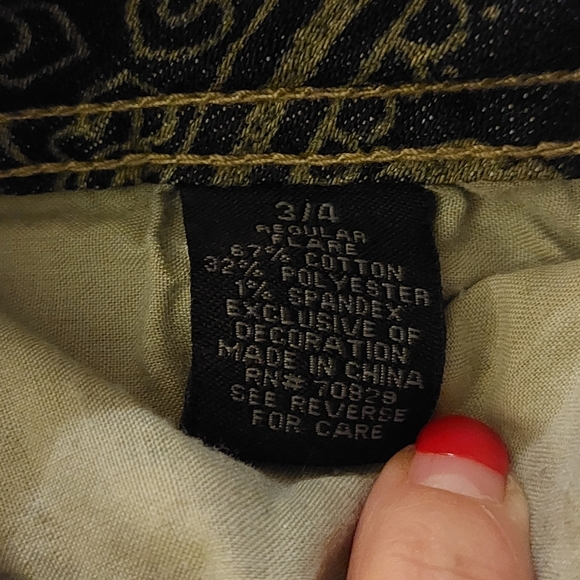 3/4
REGULAR
FLARE
67% COTTON
32% POLYESTER
1% SPANDEX
EXCLUSIVE OF
DECORATION
MADE IN CHINA
RN# 70929
SEE REVERSE
FOR CARE